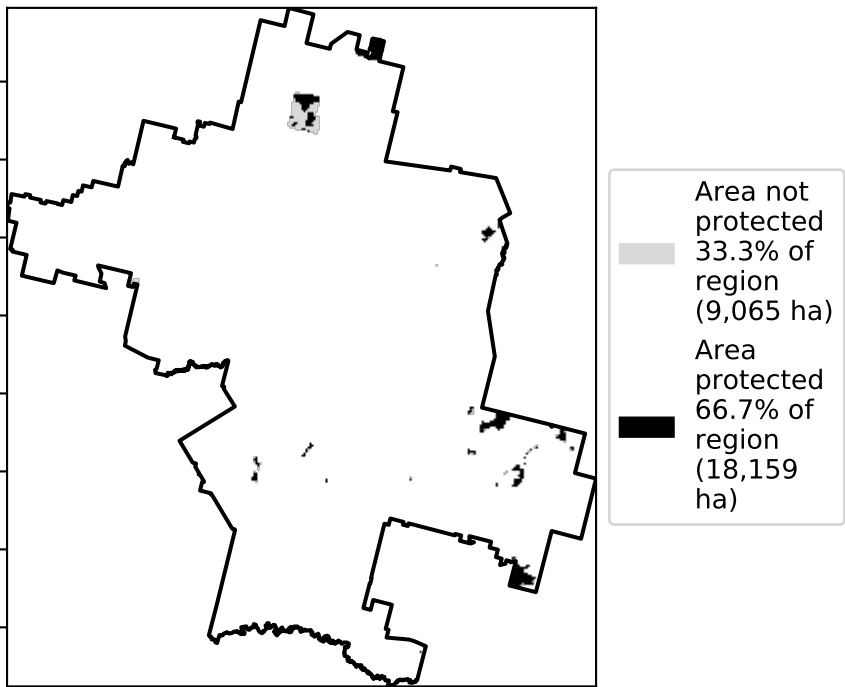 Area not
protected
33.3% of
region
(9,065 ha)
Area
protected
66.7% of
region
(18,159
ha)